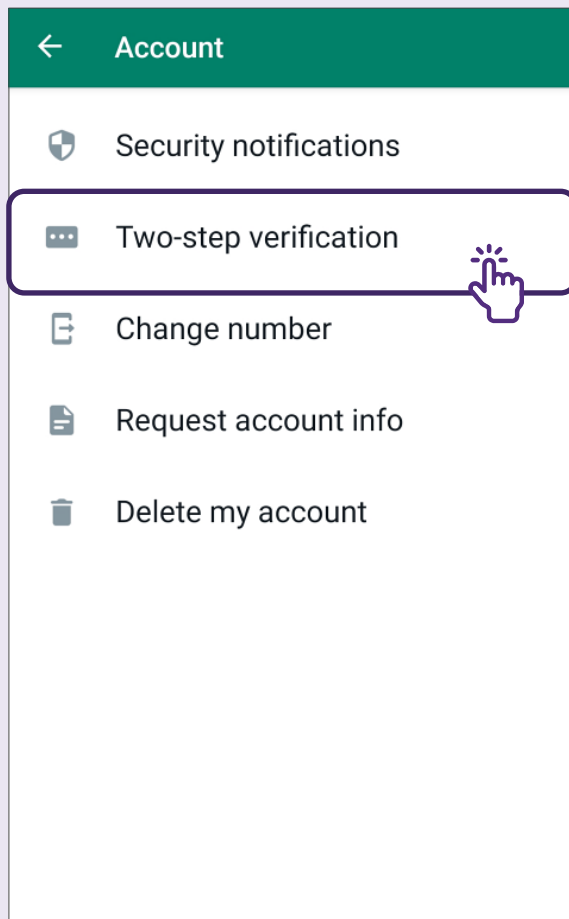 Account
Security notifications
Two-step verification
Change number
Request account info
Delete my account